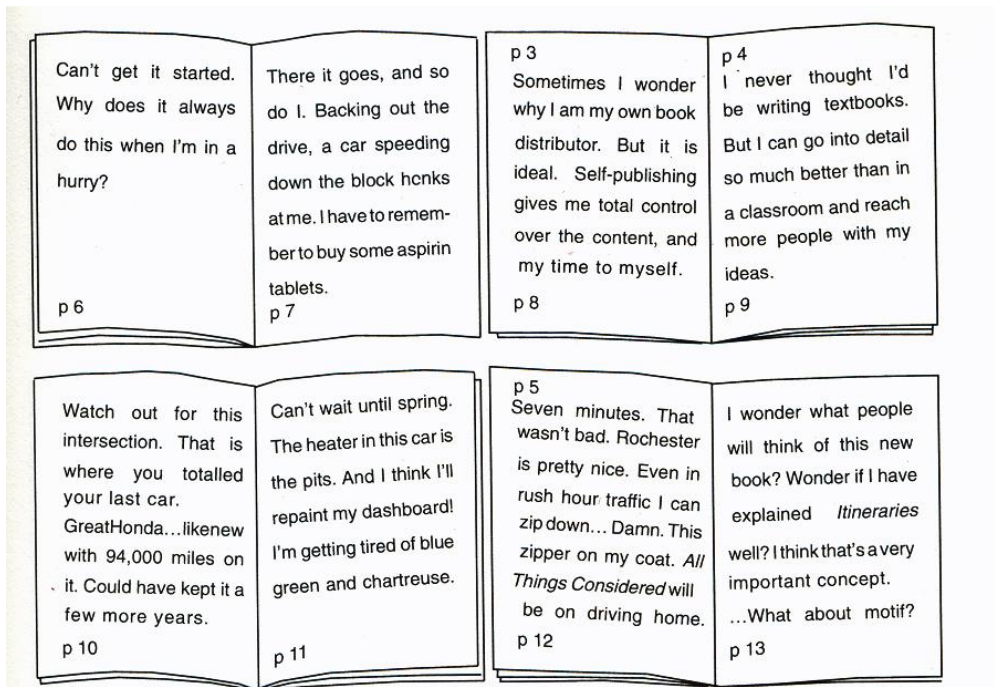 Can't get it started.
Why does it always
do this when I'm in a
hurry?
p 6
There it goes, and so
do I. Backing out the
drive, a car speeding
down the block hcnks
at me. I have to remem-
ber to buy some aspirin
tablets.
p 7
p 3
Sometimes I wonder
why I am my own book
distributor. But it is
ideal. Self-publishing
gives me total control
over the content, and
my time to myself.
p 8
p 4
I never thought I'd
be writing textbooks.
But I can go into detail
so much better than in
a classroom and reach
more people with my
ideas.
p 9
Watch out for this
intersection. That is
where you totalled
your last car.
GreatHonda...likenew
with 94,000 miles on
it. Could have kept it a
few more years.
p 10
Can't wait until spring.
The heater in this car is
the pits. And I think I'll
repaint my dashboard!
I'm getting tired of blue
green and chartreuse.
p 11
p 5
Seven minutes. That
wasn't bad. Rochester
is pretty nice. Even in
rush hour traffic I can
zip down... Damn. This
zipper on my coat. All
Things Considered will
be on driving home.
p 12
I wonder what people
will think of this new
book? Wonder if I have
explained Itineraries
well? I think that's a very
important concept.
...What about motif?
p 13